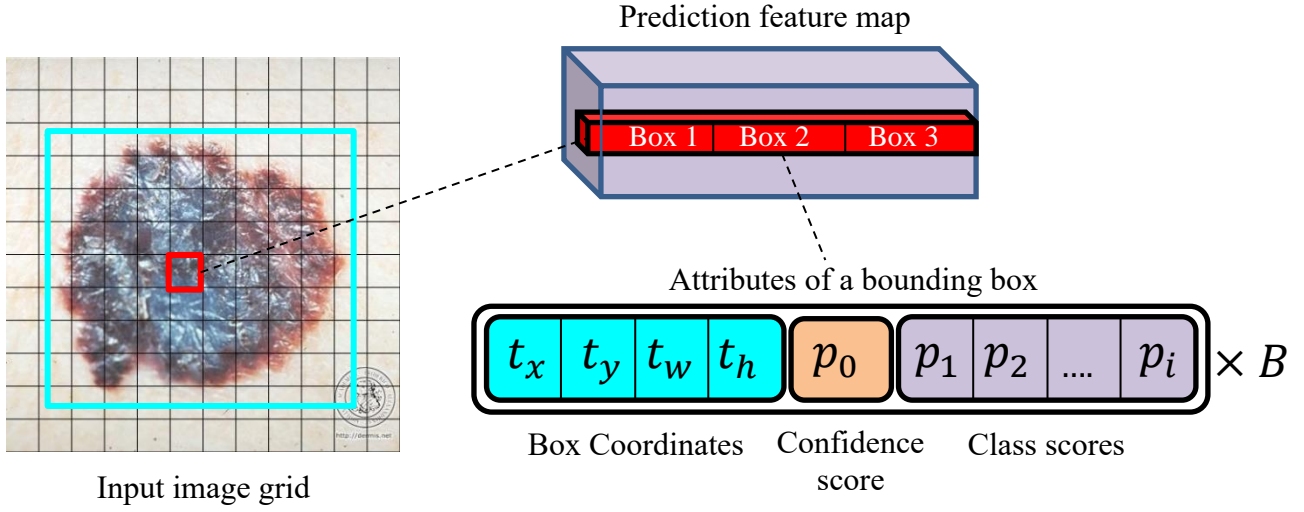 Prediction feature map
Box 1 Box 2 Box 3
http://dermis.net
Input image grid
Attributes of a bounding box
t_x t_y t_w t_h p_0 p_1 p_2 .... p_i × B
Box Coordinates
Confidence
score
Class scores